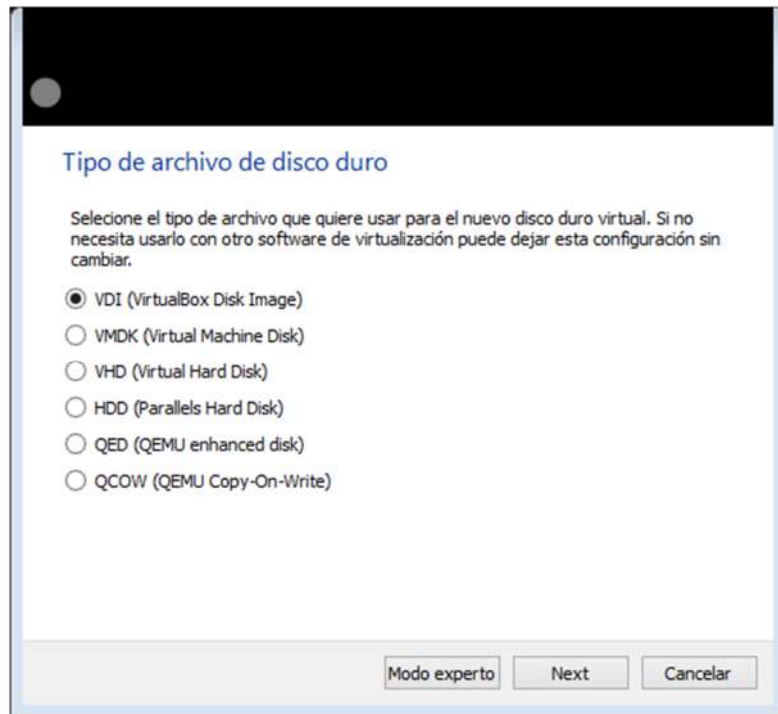 Tipo de archivo de disco duro
Selecione el tipo de archivo que quiere usar para el nuevo disco duro virtual. Si no
necesita usarlo con otro software de virtualización puede dejar esta configuración sin
cambiar.
VDI (VirtualBox Disk Image)
VMDK (Virtual Machine Disk)
VHD (Virtual Hard Disk)
HDD (Parallels Hard Disk)
QED (QEMU enhanced disk)
QCOW (QEMU Copy-On-Write)
Modo experto Next Cancelar